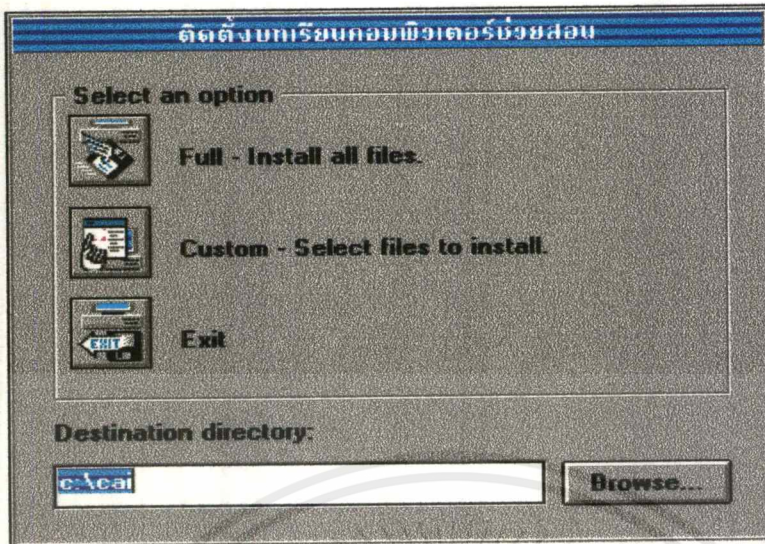 ติดตั้งบทเรียนคอมพิวเตอร์ช่วยสอน
Select an option
Full - Install all files.
Custom - Select files to install.
EXIT
Exit
Destination directory:
c:\cai
Browse...